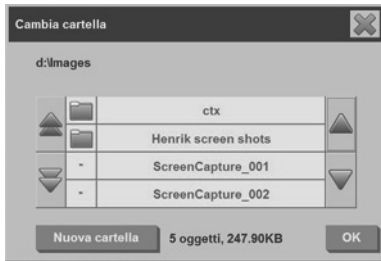 Cambia cartella
d:\Images
ctx
Henrik screen shots
- ScreenCapture_001
- ScreenCapture_002
Nuova cartella 5 oggetti, 247.90KB OK